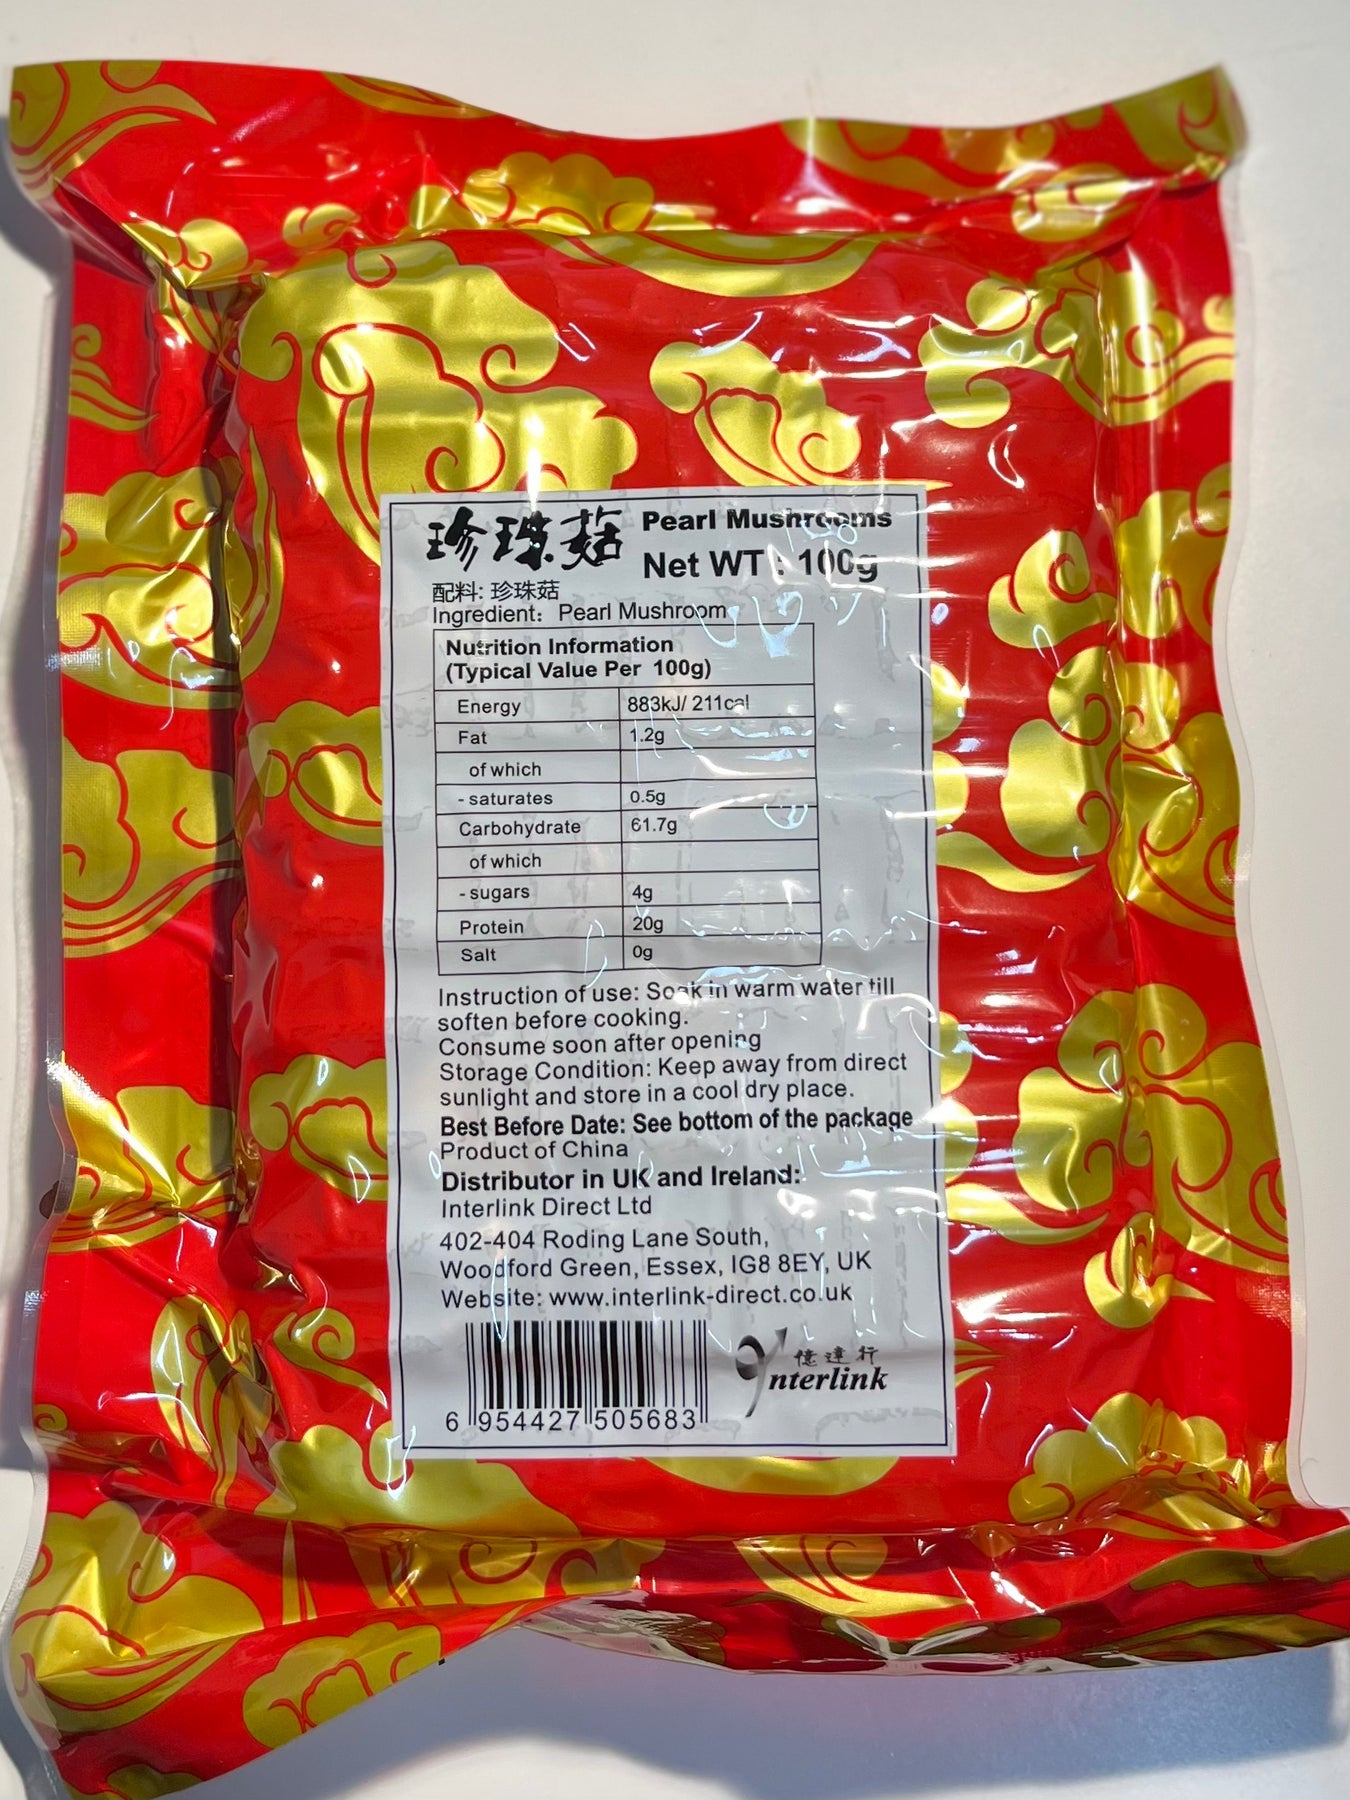 珍珠菇 Pearl Mushrooms
Net WT : 100g
配料: 珍珠菇
Ingredient: Pearl Mushroom
Nutrition Information
(Typical Value Per 100g)
Energy 883kJ/ 211cal
Fat 1.2g
of which
- saturates 0.5g
Carbohydrate 61.7g
of which
- sugars 4g
Protein 20g
Salt 0g
Instruction of use: Soak in warm water till
soften before cooking.
Consume soon after opening
Storage Condition: Keep away from direct
sunlight and store in a cool dry place.
Best Before Date: See bottom of the package
Product of China
Distributor in UK and Ireland:
Interlink Direct Ltd
402-404 Roding Lane South,
Woodford Green, Essex, IG8 8EY, UK
Website: www.interlink-direct.co.uk
億達行
Interlink
6 954427 505683